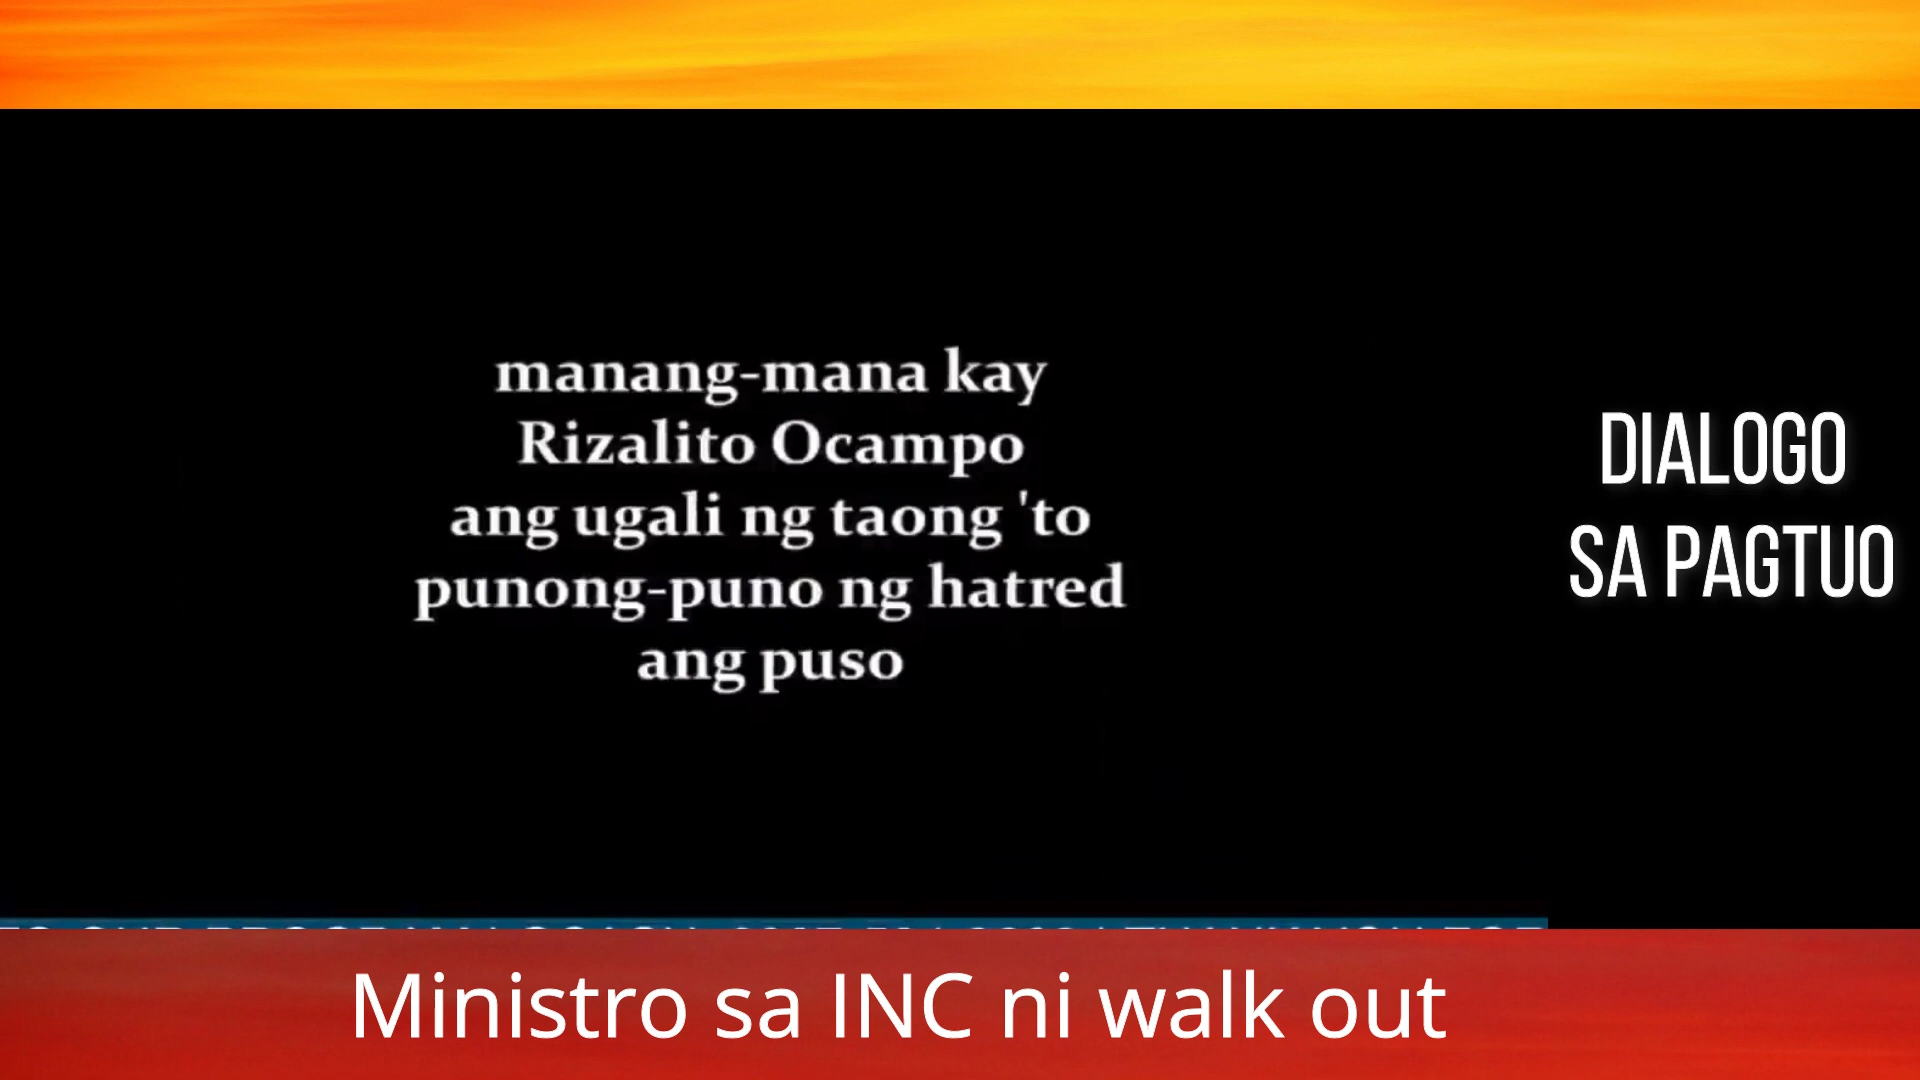 manang-mana kay
Rizalito Ocampo
ang ugali ng taong 'to
punong-puno ng hatred
ang puso
DIALOGO
SA PAGTUO
Ministro sa INC ni walk out